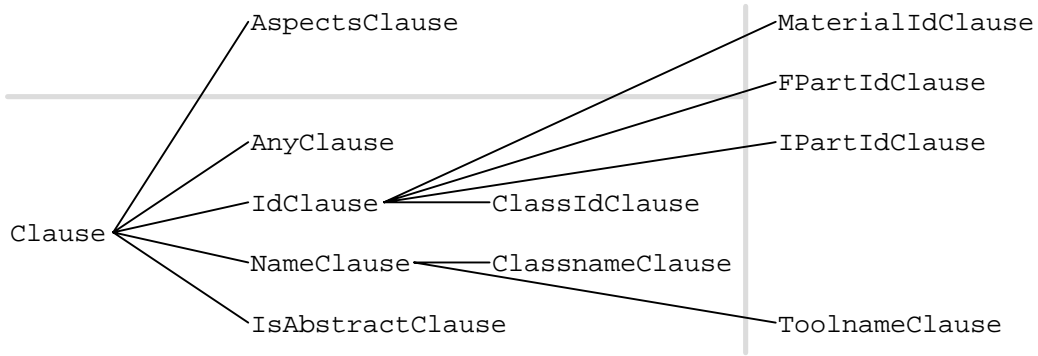 AspectsClause MaterialIdClause
FPartIdClause
AnyClause IPartIdClause
IdClause ClassIdClause
Clause
NameClause ClassnameClause
IsAbstractClause ToolnameClause